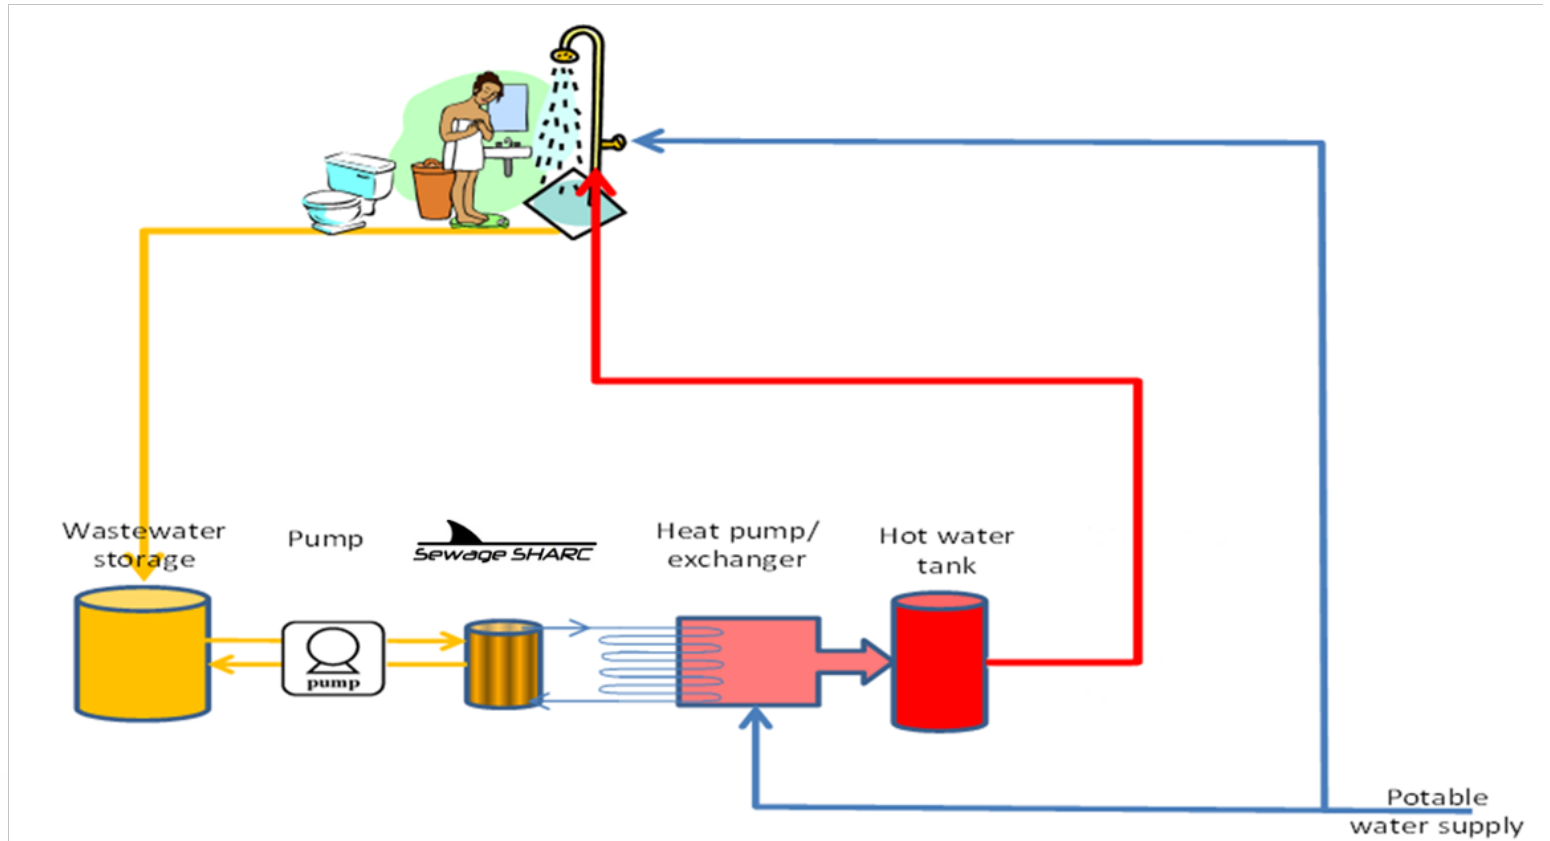 Wastewater
storage
Pump
Sewage SHARC
Heat pump/
exchanger
Hot water
tank
pump
Potable
water supply